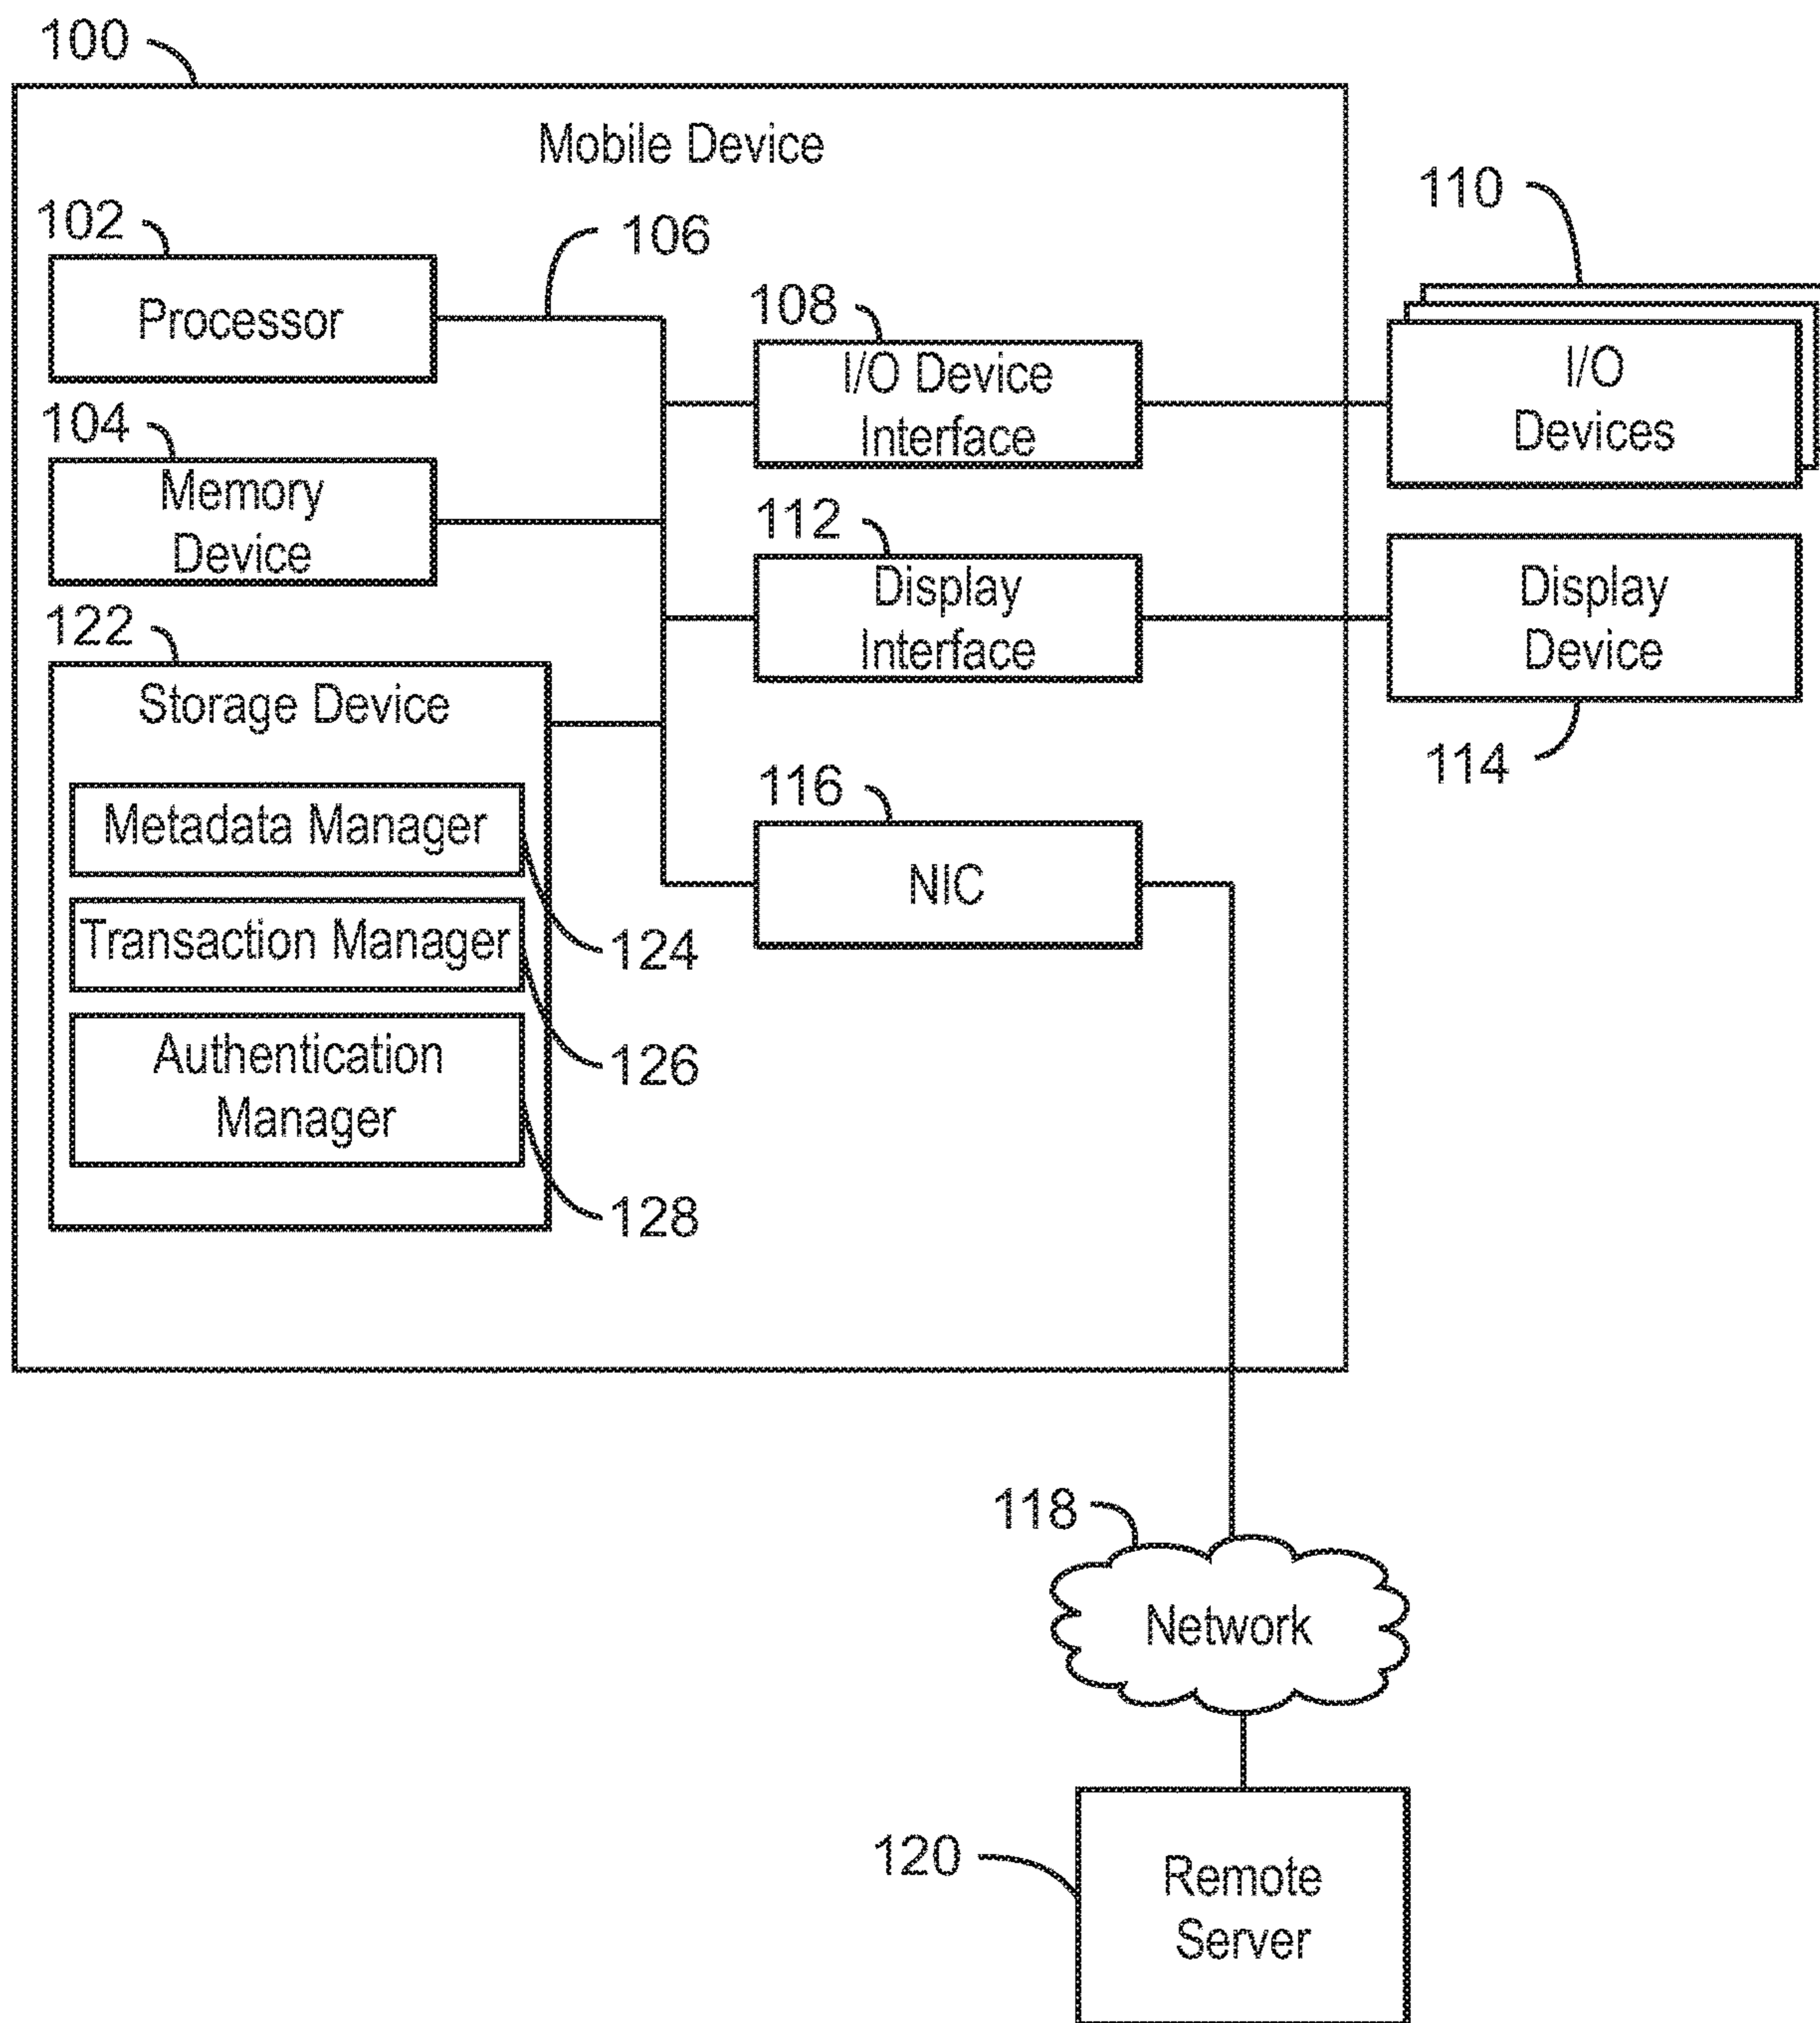 100
Mobile Device
102
Processor
106
104
Memory
Device
108
I/O Device
Interface
110
I/O
Devices
112
Display
Interface
Display
Device
114
122
Storage Device
Metadata Manager
124
Transaction Manager
126
Authentication
Manager
128
116
NIC
118
Network
120
Remote
Server